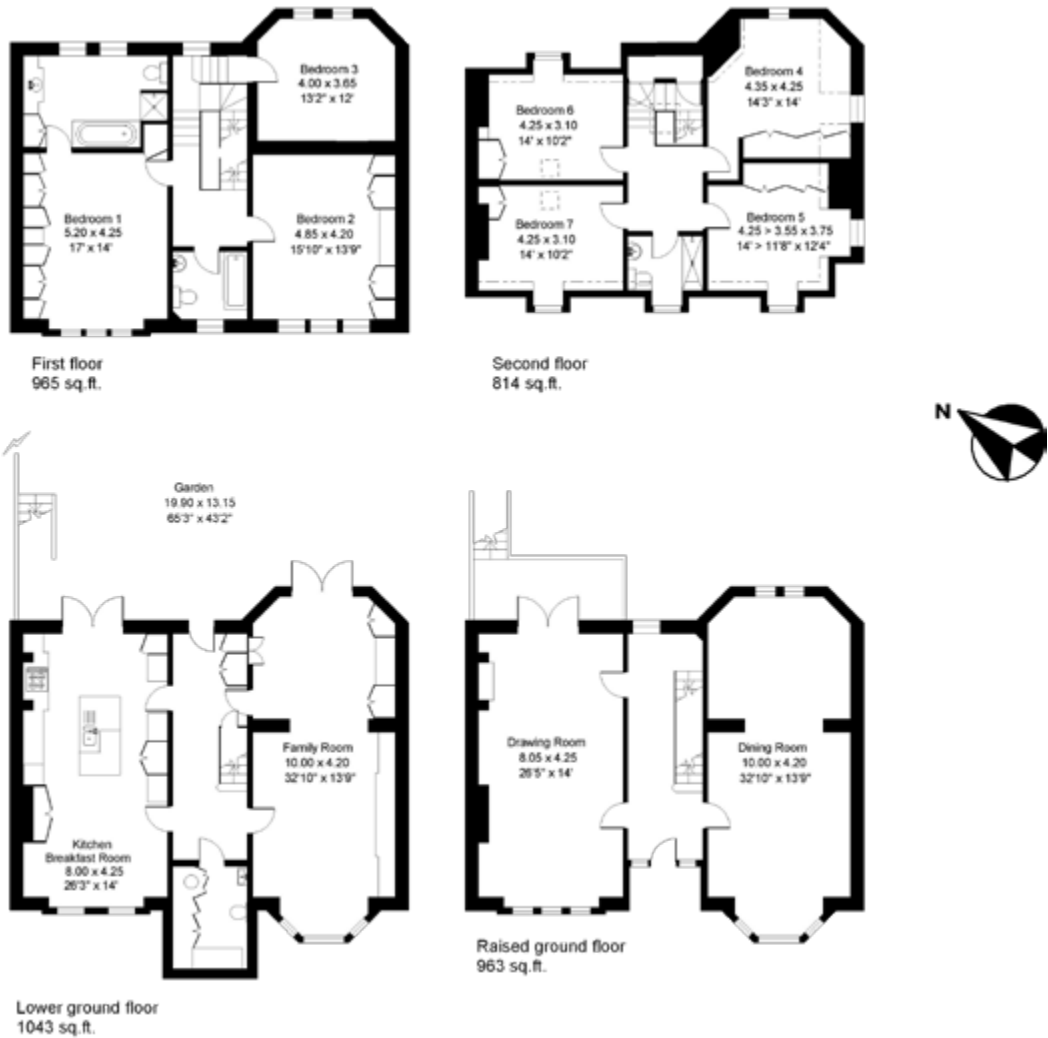 Bedroom 3
4.00 x 3.65
13'2" x 12'
Bedroom 1
5.20 x 4.25
17' x 14'
Bedroom 2
4.85 x 4.20
15'10" x 13'9"
First floor
965 sq.ft.
Bedroom 4
4.35 x 4.25
14'3" x 14'
Bedroom 6
4.25 x 3.10
14' x 10'2"
Bedroom 7
4.25 x 3.10
14' x 10'2"
Bedroom 5
4.25 > 3.55 x 3.75
14' > 11'8" x 12'4"
Second floor
814 sq.ft.
N
Garden
19.90 x 13.15
65'3" x 43'2"
Family Room
10.00 x 4.20
32'10" x 13'9"
Kitchen
Breakfast Room
8.00 x 4.25
26'3" x 14'
Lower ground floor
1043 sq.ft.
Drawing Room
8.05 x 4.25
26'5" x 14'
Dining Room
10.00 x 4.20
32'10" x 13'9"
Raised ground floor
963 sq.ft.